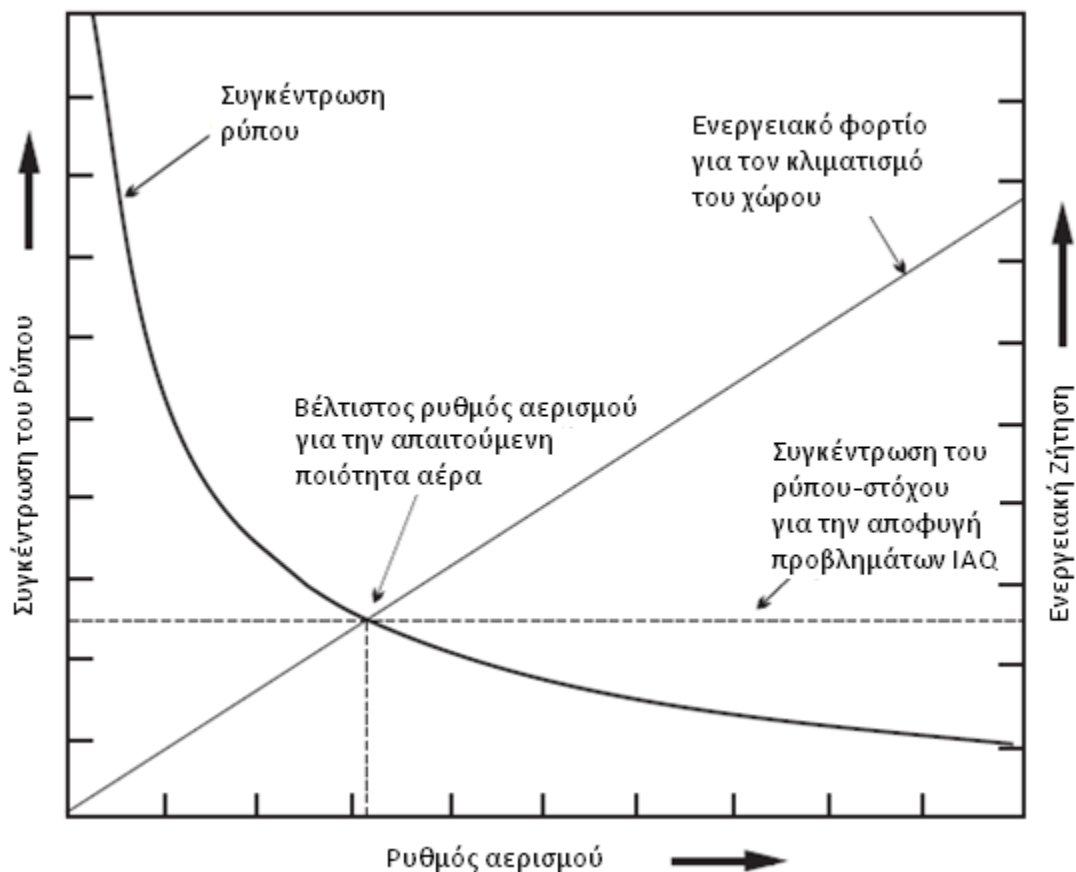 Συγκέντρωση
ρύπου
Ενεργειακό φορτίο
για τον κλιματισμό
του χώρου
Συγκέντρωση του Ρύπου
Βέλτιστος ρυθμός αερισμού
για την απαιτούμενη
ποιότητα αέρα
Συγκέντρωση του
ρύπου-στόχου
για την αποφυγή
προβλημάτων IAQ
Ενεργειακή Ζήτηση
Ρυθμός αερισμού